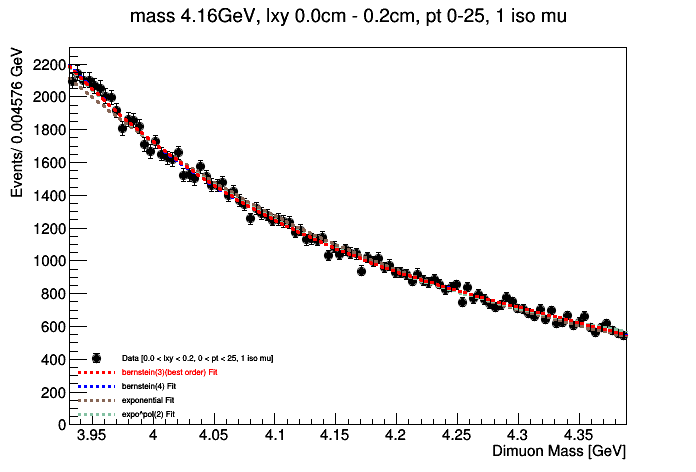 mass 4.16GeV, lxy 0.0cm - 0.2cm, pt 0-25, 1 iso mu
Events/ 0.004576 GeV
2200
2000
1800
1600
1400
1200
1000
800
600
400
200
0
Data [0.0 < lxy < 0.2, 0 < pt < 25, 1 iso mu]
bernstein(3)(best order) Fit
bernstein(4) Fit
exponential Fit
expo*pol(2) Fit
3.95 4 4.05 4.1 4.15 4.2 4.25 4.3 4.35
Dimuon Mass [GeV]